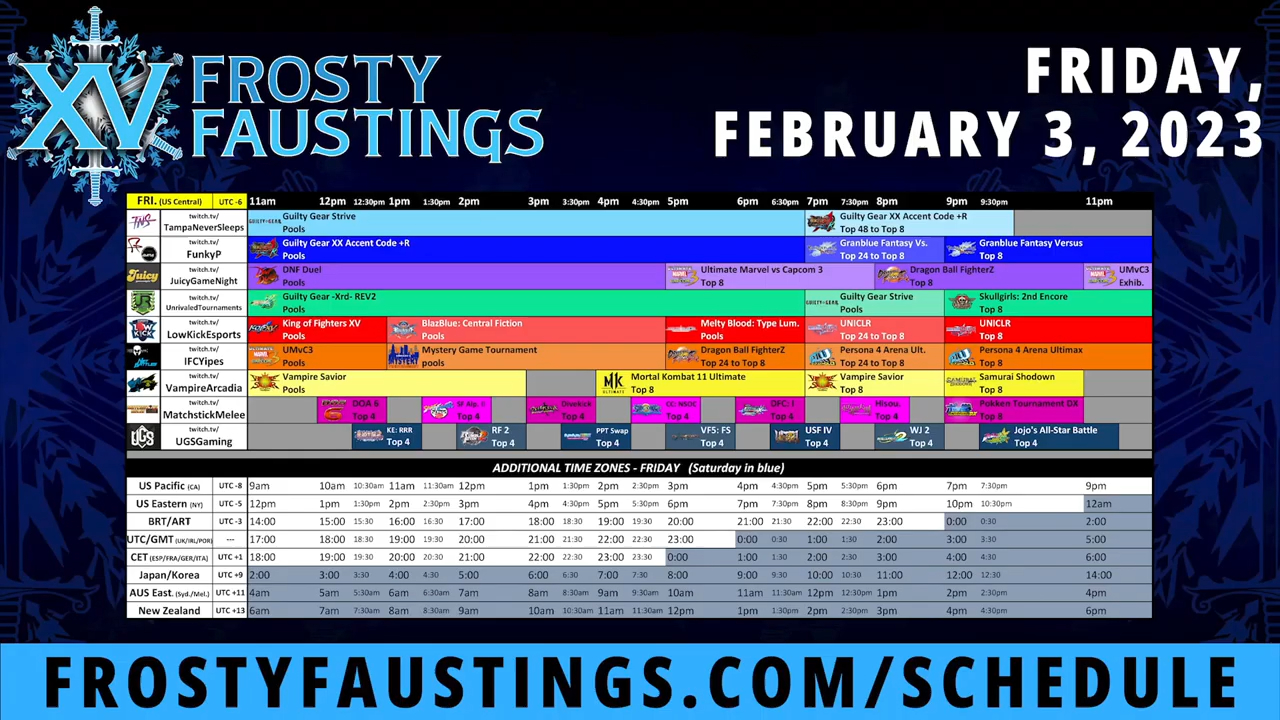 XV FROSTY
FAUSTINGS
FRIDAY,
FEBRUARY 3, 2023
FRI. (US Central) UTC -6 11am 12pm 12:30pm 1pm 1:30pm 2pm 3pm 3:30pm 4pm 4:30pm 5pm 6pm 6:30pm 7pm 7:30pm 8pm 9pm 9:30pm 11pm
TNS twitch.tv/ GUILTY GEAR Guilty Gear Strive Guilty Gear XX Accent Code +R
TampaNeverSleeps Pools Top 48 to Top 8
twitch.tv/ Guilty Gear XX Accent Code +R Granblue Fantasy Vs. Granblue Fantasy Versus
FunkyP Pools Top 24 to Top 8 Top 8
Juicy twitch.tv/ DNF Duel Ultimate Marvel vs Capcom 3 Dragon Ball FighterZ UMvC3
JuicyGameNight Pools Top 8 Top 8 Exhib.
twitch.tv/ Guilty Gear -Xrd- REV2 GUILTY GEAR Guilty Gear Strive Skullgirls: 2nd Encore
UnrivaledTournaments Pools Pools Top 8
LOW KICK twitch.tv/ King of Fighters XV BlazBlue: Central Fiction Melty Blood: Type Lum. UNICLR UNICLR
LowKickEsports Pools Pools Pools Top 24 to Top 8 Top 8
twitch.tv/ UMvC3 Mystery Game Tournament Dragon Ball FighterZ Persona 4 Arena Ult. Persona 4 Arena Ultimax
IFCYipes Pools pools Top 24 to Top 8 Top 24 to Top 8 Top 8
twitch.tv/ Vampire Savior MK Mortal Kombat 11 Ultimate Vampire Savior Samurai Shodown
VampireArcadia Pools Top 8 Top 8 Top 8
twitch.tv/ DOA 6 SF Alp. II Divekick CC: NSDC OFC: I Hisou. Pokken Tournament DX
MatchstickMelee Top 4 Top 4 Top 4 Top 4 Top 4 Top 4 Top 8
UGS twitch.tv/ KE: RRR RF 2 PPT Swap VF5: FS USF IV WJ 2 Jojo's All-Star Battle
UGSGaming Top 4 Top 4 Top 4 Top 4 Top 4 Top 4 Top 8
ADDITIONAL TIME ZONES - FRIDAY (Saturday in blue)
US Pacific (CA) UTC -8 9am 10am 10:30am 11am 11:30am 12pm 1pm 1:30pm 2pm 2:30pm 3pm 4pm 4:30pm 5pm 5:30pm 6pm 7pm 7:30pm 9pm
US Eastern (NY) UTC -5 12pm 1pm 1:30pm 2pm 2:30pm 3pm 4pm 4:30pm 5pm 5:30pm 6pm 7pm 7:30pm 8pm 8:30pm 9pm 10pm 10:30pm 12am
BRT/ART UTC -3 14:00 15:00 15:30 16:00 16:30 17:00 18:00 18:30 19:00 19:30 20:00 21:00 21:30 22:00 22:30 23:00 0:00 0:30 2:00
UTC/GMT (UK/IRL/POR) --- 17:00 18:00 18:30 19:00 19:30 20:00 21:00 21:30 22:00 22:30 23:00 0:00 0:30 1:00 1:30 2:00 3:00 3:30 5:00
CET (ESP/FRA/GER/ITA) UTC +1 18:00 19:00 19:30 20:00 20:30 21:00 22:00 22:30 23:00 23:30 0:00 1:00 1:30 2:00 2:30 3:00 4:00 4:30 6:00
Japan/Korea UTC +9 2:00 3:00 3:30 4:00 4:30 5:00 6:00 6:30 7:00 7:30 8:00 9:00 9:30 10:00 10:30 11:00 12:00 12:30 14:00
AUS East. (Syd./Mel.) UTC +11 4am 5am 5:30am 6am 6:30am 7am 8am 8:30am 9am 9:30am 10am 11am 11:30am 12pm 12:30pm 1pm 2pm 2:30pm 4pm
New Zealand UTC +13 6am 7am 7:30am 8am 8:30am 9am 10am 10:30am 11am 11:30am 12pm 1pm 1:30pm 2pm 2:30pm 3pm 4pm 4:30pm 6pm
FROSTYFAUSTINGS.COM/SCHEDULE